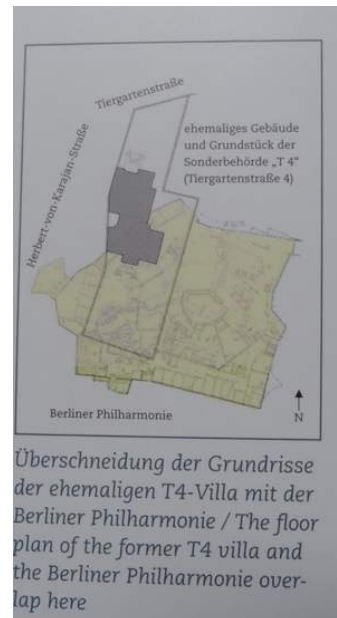 Tiergartenstraße
ehemaliges Gebäude
und Grundstück der
Sonderbehörde „T 4“
(Tiergartenstraße 4)
Herbert-von-Karajan-Straße
Berliner Philharmonie
N
Überschneidung der Grundrisse
der ehemaligen T4-Villa mit der
Berliner Philharmonie / The floor
plan of the former T4 villa and
the Berliner Philharmonie over-
lap here